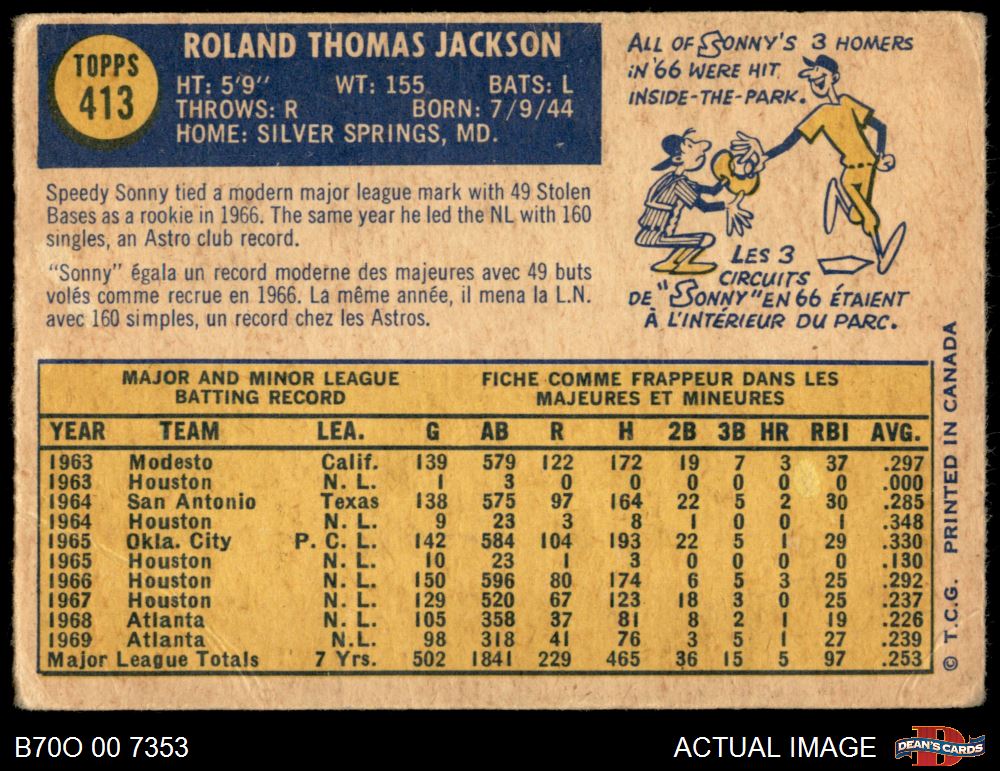 TOPPS
413
ROLAND THOMAS JACKSON
HT: 5'9" WT: 155 BATS: L
THROWS: R BORN: 7/9/44
HOME: SILVER SPRINGS, MD.
Speedy Sonny tied a modern major league mark with 49 Stolen
Bases as a rookie in 1966. The same year he led the NL with 160
singles, an Astro club record.
"Sonny" égala un record moderne des majeures avec 49 buts
volés comme recrue en 1966. La même année, il mena la L.N.
avec 160 simples, un record chez les Astros.
ALL OF SONNY'S 3 HOMERS
IN '66 WERE HIT
INSIDE-THE-PARK.
LES 3
CIRCUITS
DE "SONNY" EN 66 ÉTAIENT
À L'INTÉRIEUR DU PARC.
MAJOR AND MINOR LEAGUE
BATTING RECORD
FICHE COMME FRAPPEUR DANS LES
MAJEURES ET MINEURES
YEAR TEAM LEA. G AB R H 2B 3B HR RBI AVG.
1963 Modesto Calif. 139 579 122 172 19 7 3 37 .297
1963 Houston N. L. 1 3 0 0 0 0 0 0 .000
1964 San Antonio Texas 138 575 97 164 22 5 2 30 .285
1964 Houston N. L. 9 23 3 8 1 0 0 1 .348
1965 Okla. City P. C. L. 142 584 104 193 22 5 1 29 .330
1965 Houston N. L. 10 23 1 3 0 0 0 0 .130
1966 Houston N. L. 150 596 80 174 6 5 3 25 .292
1967 Houston N. L. 129 520 67 123 18 3 0 25 .237
1968 Atlanta N. L. 105 358 37 81 8 2 1 19 .226
1969 Atlanta N.L. 98 318 41 76 3 5 1 27 .239
Major League Totals 7 Yrs. 502 1841 229 465 36 15 5 97 .253
© T.C.G. PRINTED IN CANADA
B70O 00 7353
ACTUAL IMAGE
D
DEAN'S CARDS